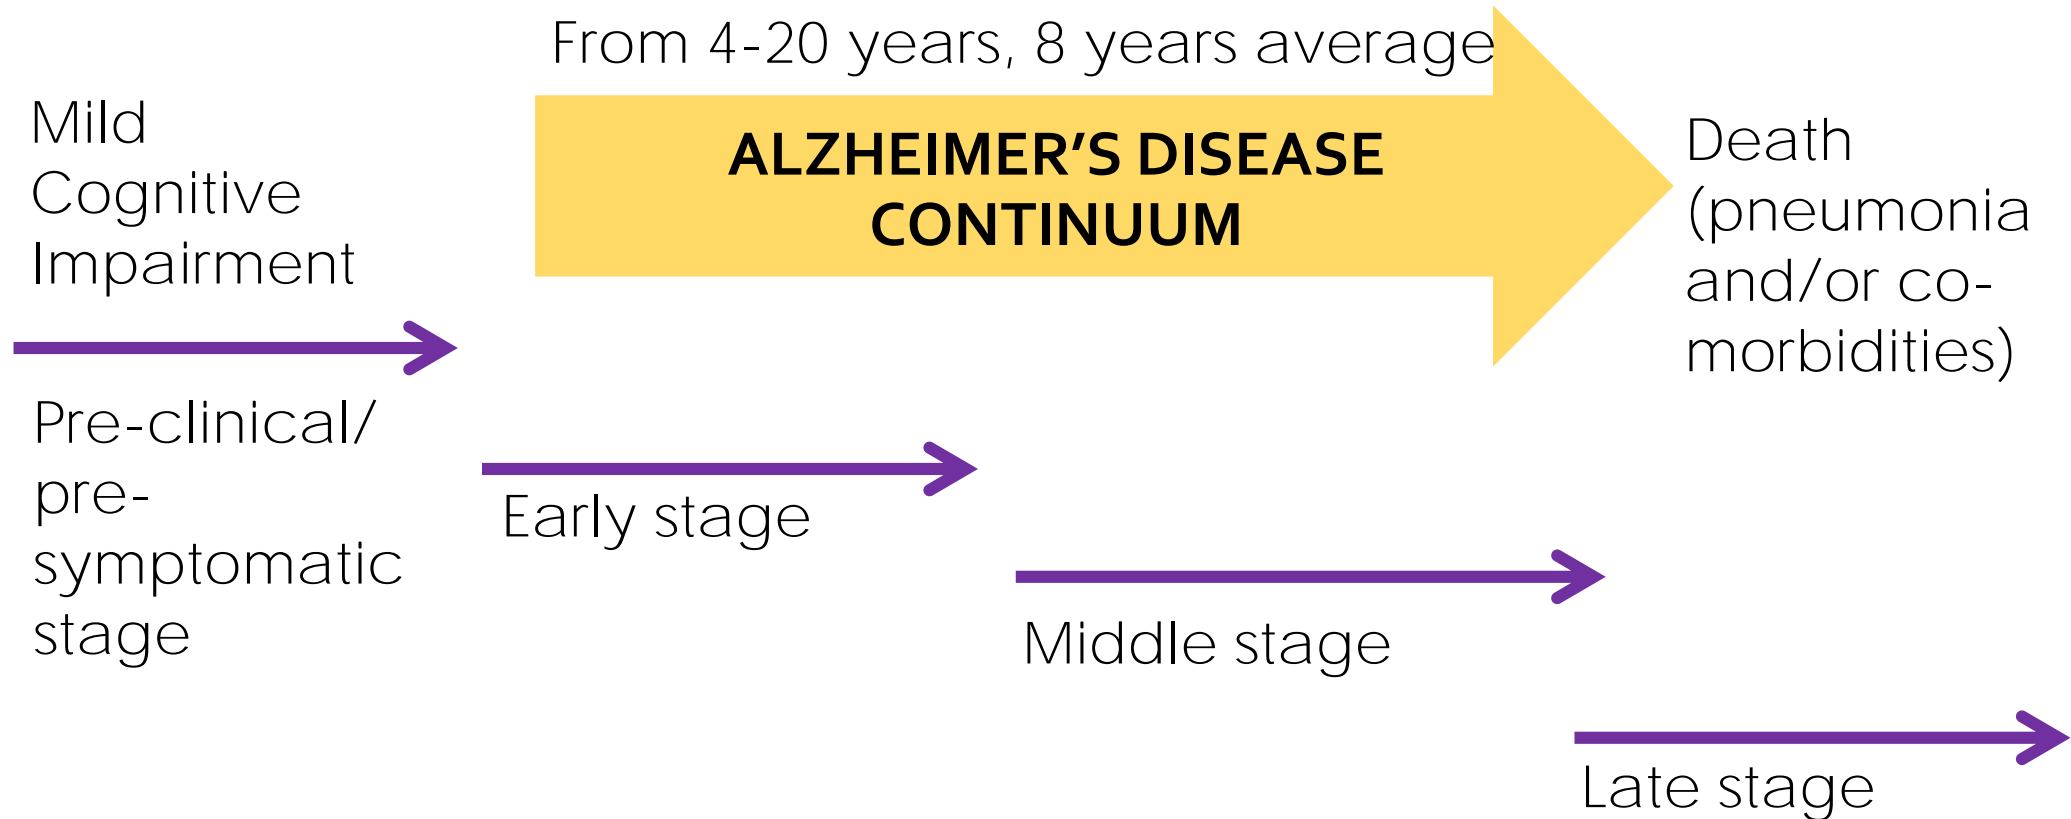 From 4-20 years, 8 years average
Mild
Cognitive
Impairment
ALZHEIMER’S DISEASE
CONTINUUM
Death
(pneumonia
and/or co-
morbidities)
Pre-clinical/
pre-
symptomatic
stage
Early stage
Middle stage
Late stage